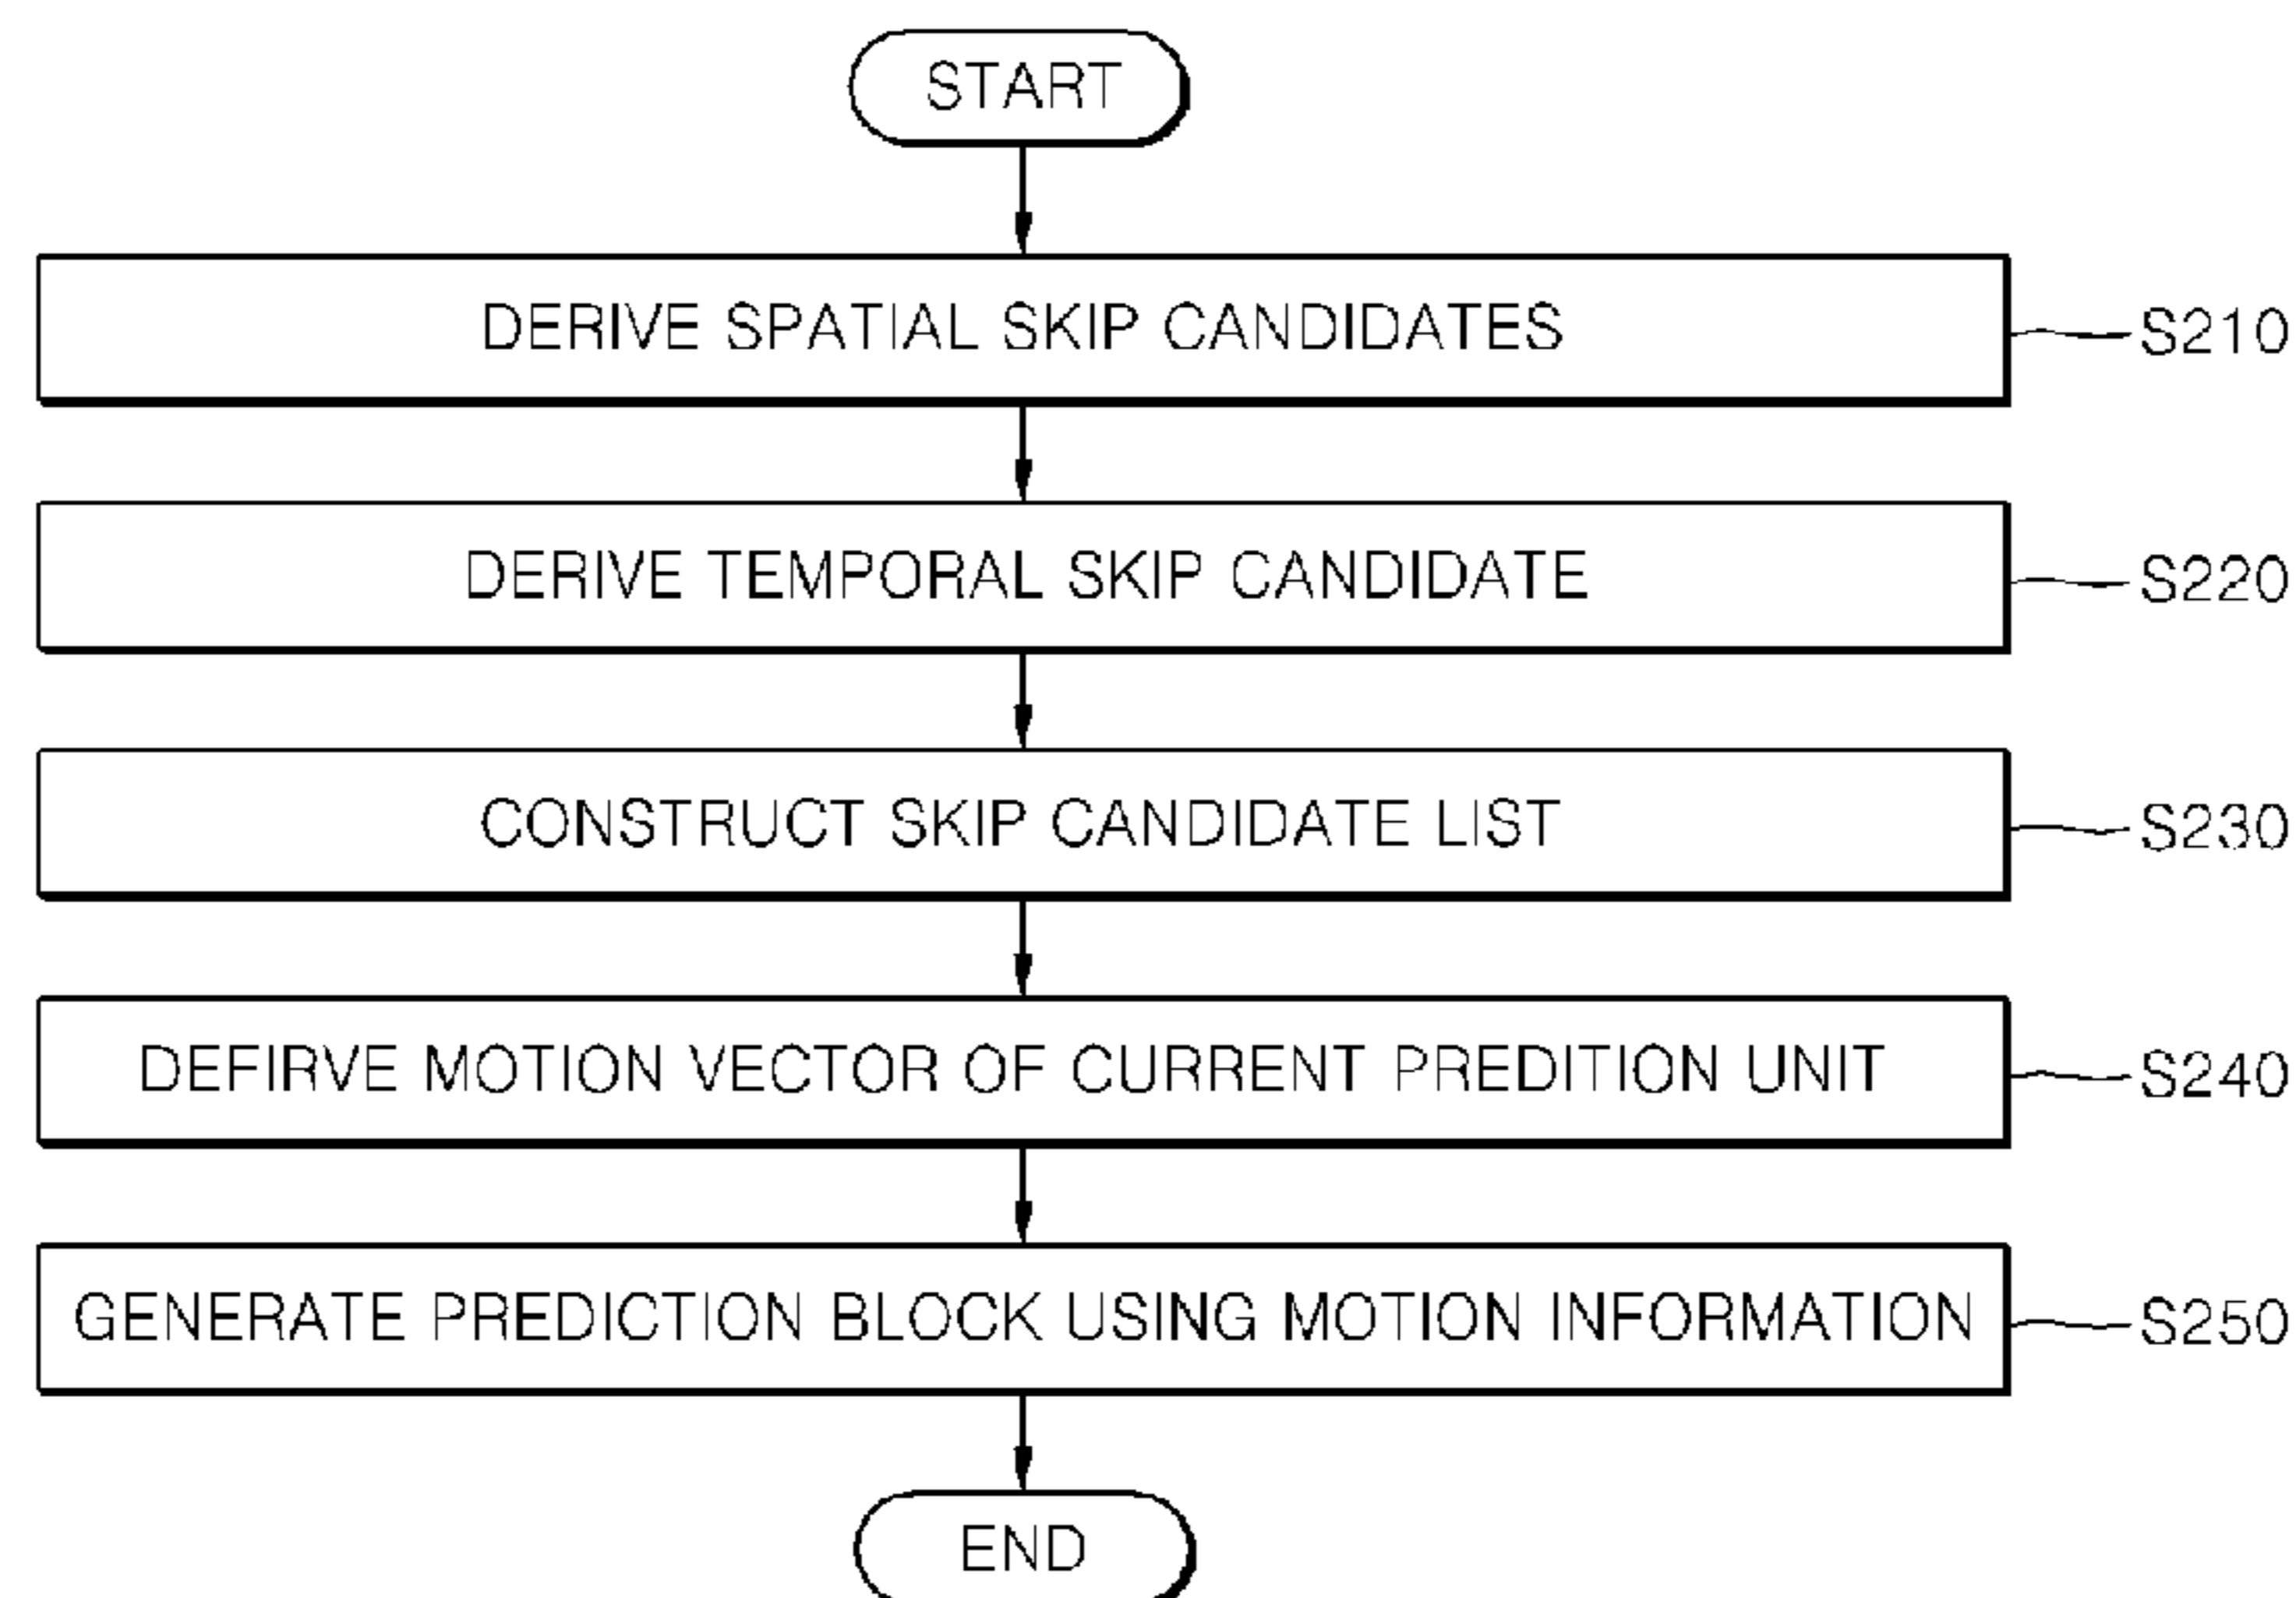 START
DERIVE SPATIAL SKIP CANDIDATES
S210
DERIVE TEMPORAL SKIP CANDIDATE
S220
CONSTRUCT SKIP CANDIDATE LIST
S230
DEFIRVE MOTION VECTOR OF CURRENT PREDITION UNIT
S240
GENERATE PREDICTION BLOCK USING MOTION INFORMATION
S250
END